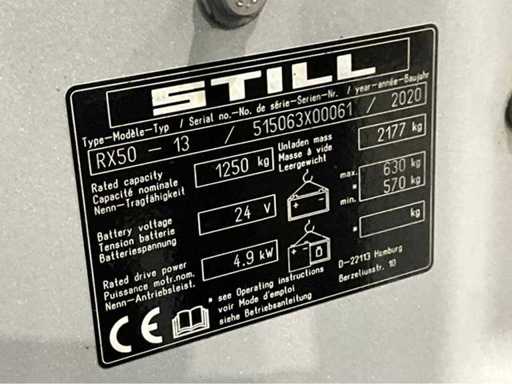 STILL
Type-Modèle-Typ / Serial no.-No. de série-Serien-Nr. / year-année-Baujahr
RX50 - 13 / 515063X00061 / 2020
Rated capacity
Capacité nominale
Nenn-Tragfähigkeit
1250 kg
Unladen mass
Masse à vide
Leergewicht
2177 kg
Battery voltage
Tension batterie
Batteriespannung
24 V
max. 630 kg
* 570 kg
min.
* kg
Rated drive power
Puissance motr.nom.
Nenn-Antriebsleist.
4.9 kW
D-22113 Hamburg
Berzeliusstr. 10
CE
* see Operating instructions
voir Mode d'emploi
siehe Betriebsanleitung